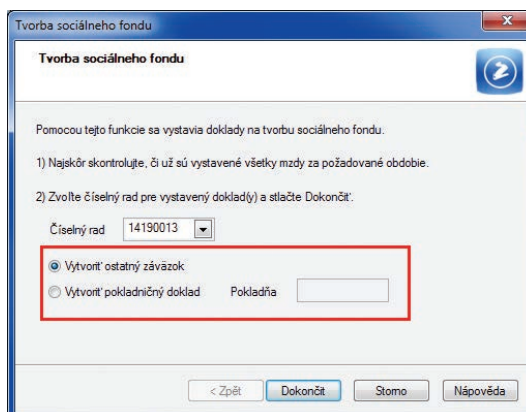 Tvorba sociálneho fondu
Tvorba sociálneho fondu
Pomocou tejto funkcie sa vystavia doklady na tvorbu sociálneho fondu.
1) Najskôr skontrolujte, či už sú vystavené všetky mzdy za požadované obdobie.
2) Zvoľte číselný rad pre vystavený doklad(y) a stlačte Dokončiť.
Číselný rad 14190013
Vytvoriť ostatný záväzok
Vytvoriť pokladničný doklad Pokladňa
< Zpět Dokončit Storno Nápověda